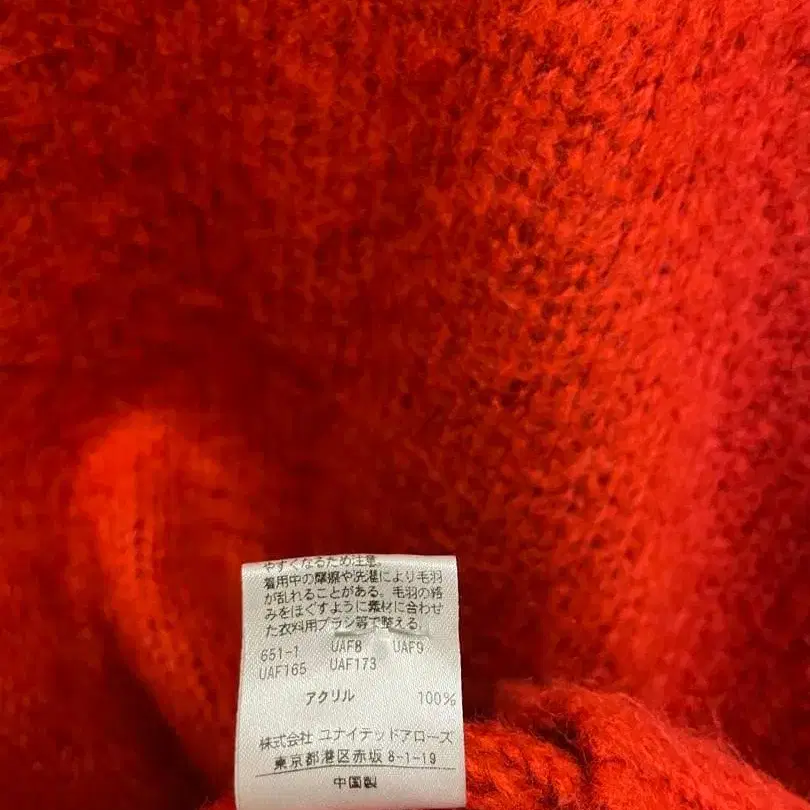 やすくなるため注意。
着用中の摩擦や洗濯により毛羽
が乱れることがある。毛羽の絡
みをほぐすように素材に合わせ
た衣料用ブラシ等で整える。
651-1 UAF8 UAF9
UAF165 UAF173
アクリル 100%
株式会社 ユナイテッドアローズ
東京都港区赤坂 8-1-19
中国製